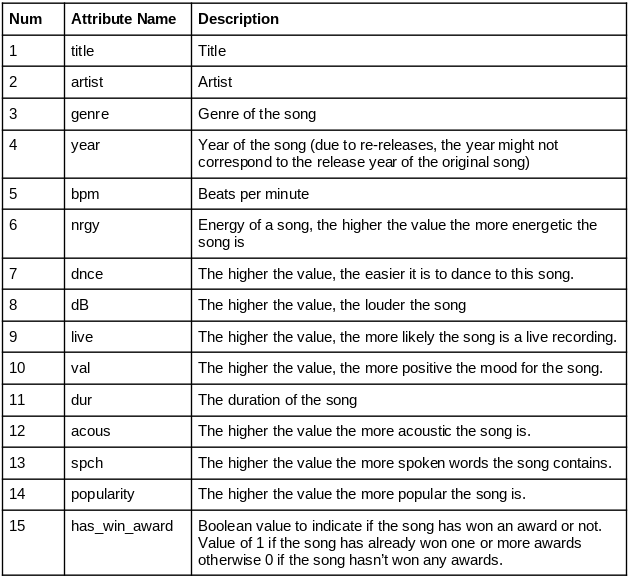 Num Attribute Name Description
1 title Title
2 artist Artist
3 genre Genre of the song
4 year Year of the song (due to re-releases, the year might not
correspond to the release year of the original song)
5 bpm Beats per minute
6 nrgy Energy of a song, the higher the value the more energetic the
song is
7 dnce The higher the value, the easier it is to dance to this song.
8 dB The higher the value, the louder the song
9 live The higher the value, the more likely the song is a live recording.
10 val The higher the value, the more positive the mood for the song.
11 dur The duration of the song
12 acous The higher the value the more acoustic the song is.
13 spch The higher the value the more spoken words the song contains.
14 popularity The higher the value the more popular the song is.
15 has_win_award Boolean value to indicate if the song has won an award or not.
Value of 1 if the song has already won one or more awards
otherwise 0 if the song hasn't won any awards.